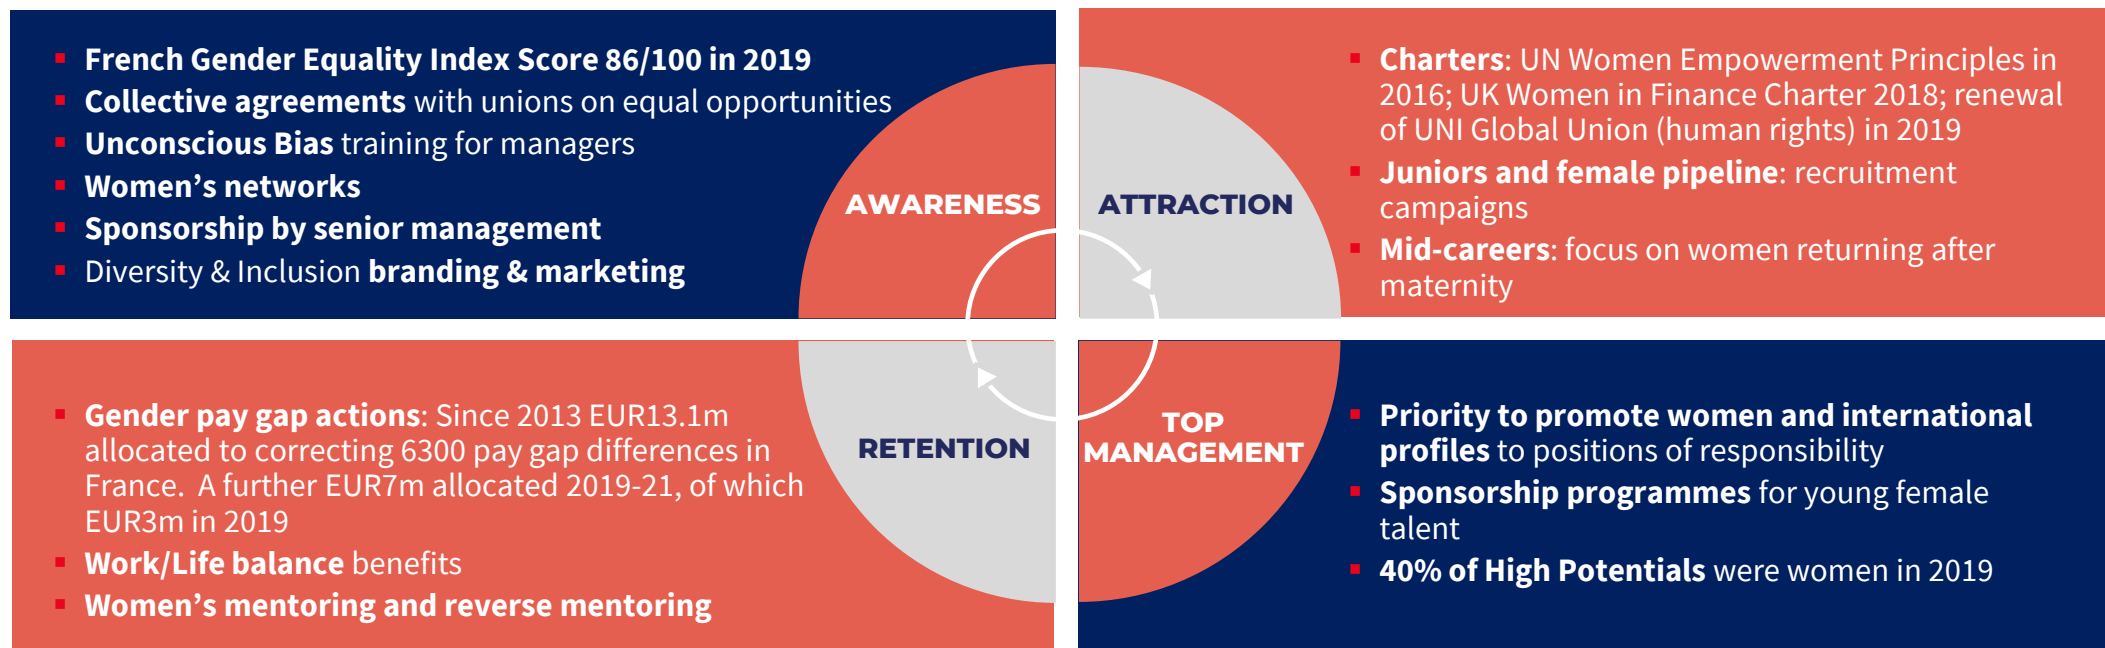 ▪ French Gender Equality Index Score 86/100 in 2019
▪ Collective agreements with unions on equal opportunities
▪ Unconscious Bias training for managers
▪ Women’s networks
▪ Sponsorship by senior management
▪ Diversity & Inclusion branding & marketing
AWARENESS
ATTRACTION
▪ Charters: UN Women Empowerment Principles in
2016; UK Women in Finance Charter 2018; renewal
of UNI Global Union (human rights) in 2019
▪ Juniors and female pipeline: recruitment
campaigns
▪ Mid-careers: focus on women returning after
maternity
▪ Gender pay gap actions: Since 2013 EUR13.1m
allocated to correcting 6300 pay gap differences in
France.  A further EUR7m allocated 2019-21, of which
EUR3m in 2019
▪ Work/Life balance benefits
▪ Women’s mentoring and reverse mentoring
RETENTION
TOP
MANAGEMENT
▪ Priority to promote women and international
profiles to positions of responsibility
▪ Sponsorship programmes for young female
talent
▪ 40% of High Potentials were women in 2019